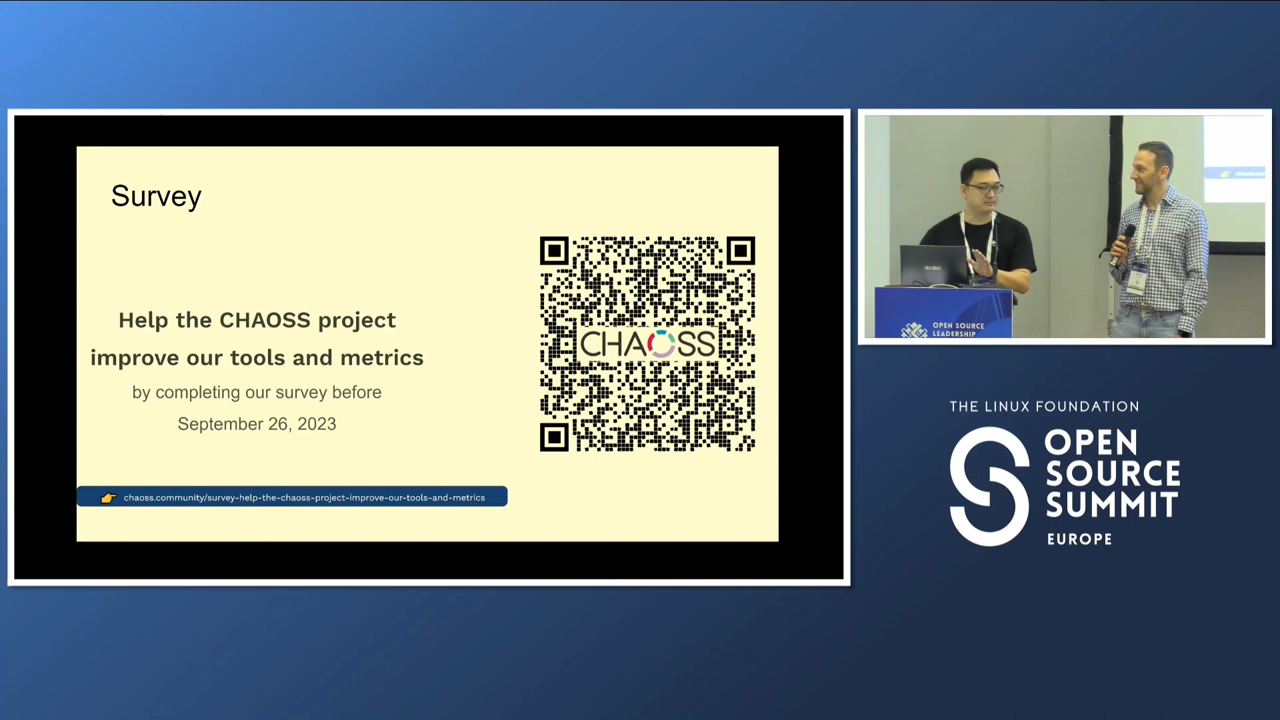 Survey
Help the CHAOSS project
improve our tools and metrics
by completing our survey before
September 26, 2023
CHAOSS
👉 chaoss.community/survey-help-the-chaoss-project-improve-our-tools-and-metrics
OPEN SOURCE
LEADERSHIP
THE LINUX FOUNDATION
OPEN
SOURCE
SUMMIT
EUROPE